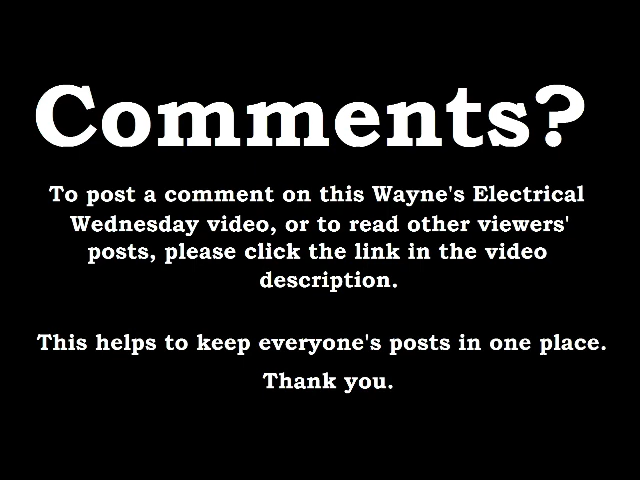 Comments?
To post a comment on this Wayne's Electrical
Wednesday video, or to read other viewers'
posts, please click the link in the video
description.
This helps to keep everyone's posts in one place.
Thank you.